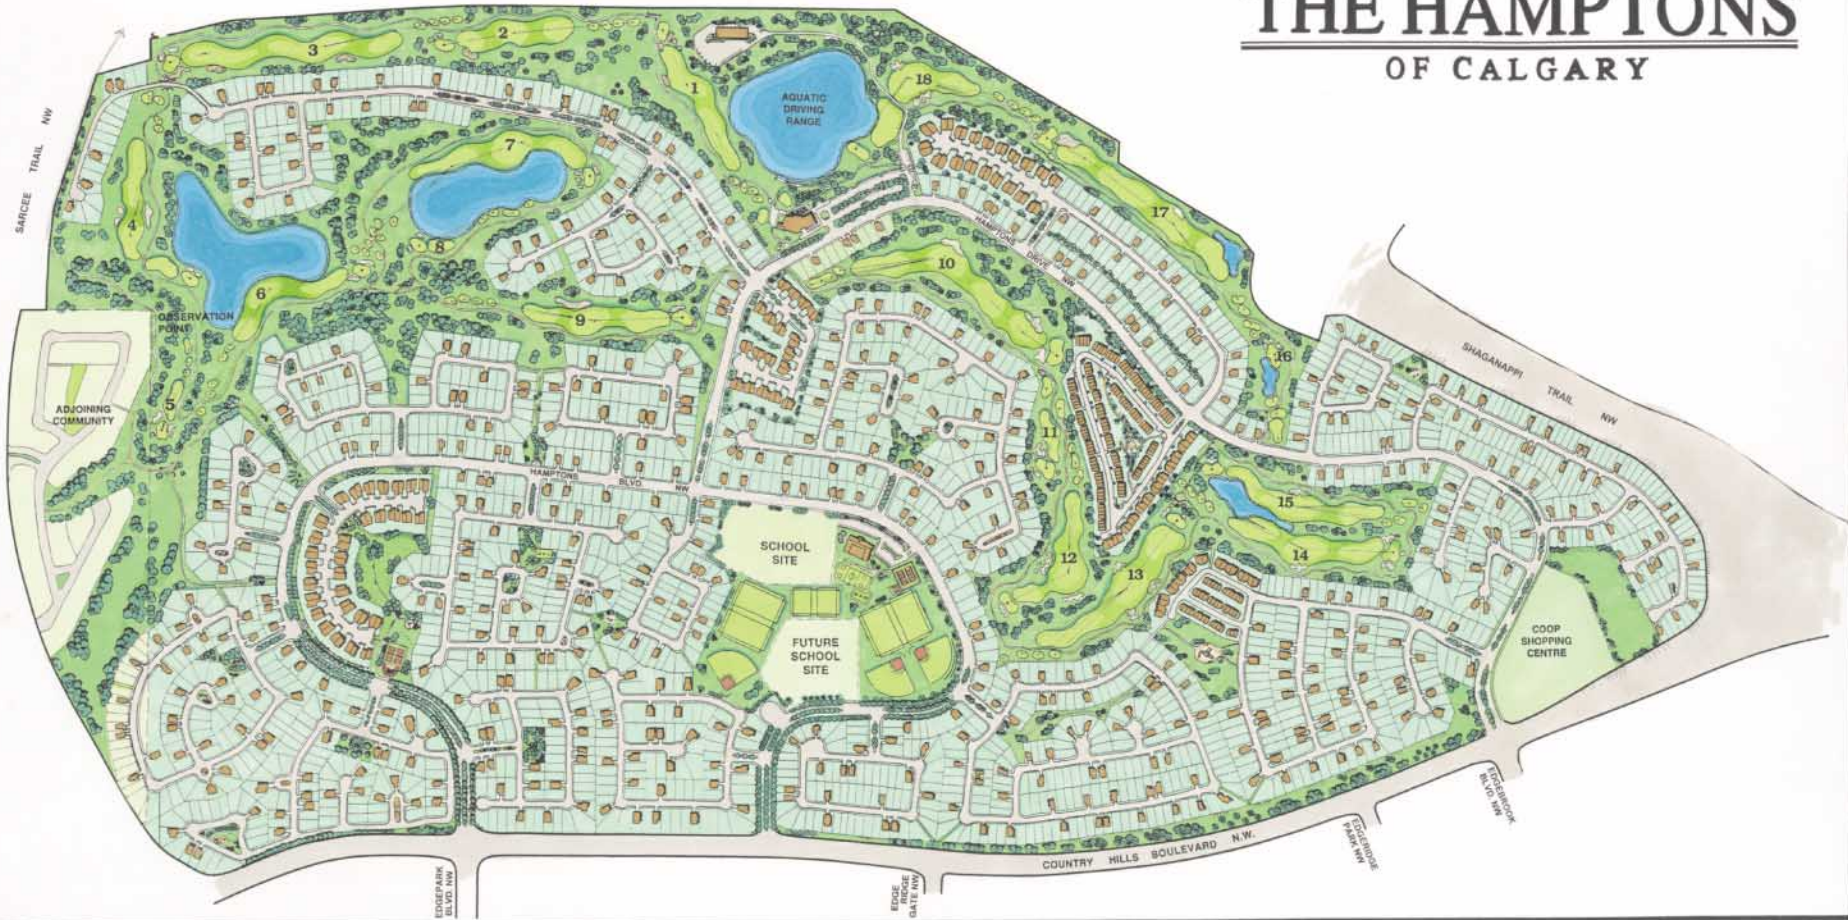 THE HAMPTONS
OF CALGARY
3
2
1
18
AQUATIC
DRIVING
RANGE
SARCEE TRAIL NW
7
4
8
17
HAMPTONS DRIVE NW
10
6
OBSERVATION
POINT
9
16
SHAGANAPPI TRAIL NW
5
ADJOINING
COMMUNITY
11
HAMPTONS BLVD. NW
15
SCHOOL
SITE
12
13
14
FUTURE
SCHOOL
SITE
COOP
SHOPPING
CENTRE
COUNTRY HILLS BOULEVARD N.W.
EDGEPARK
BLVD. NW
EDGE
RIDGE
GATE NW
EDGERIDGE
PARK NW
EDGEBROOK
BLVD. NW